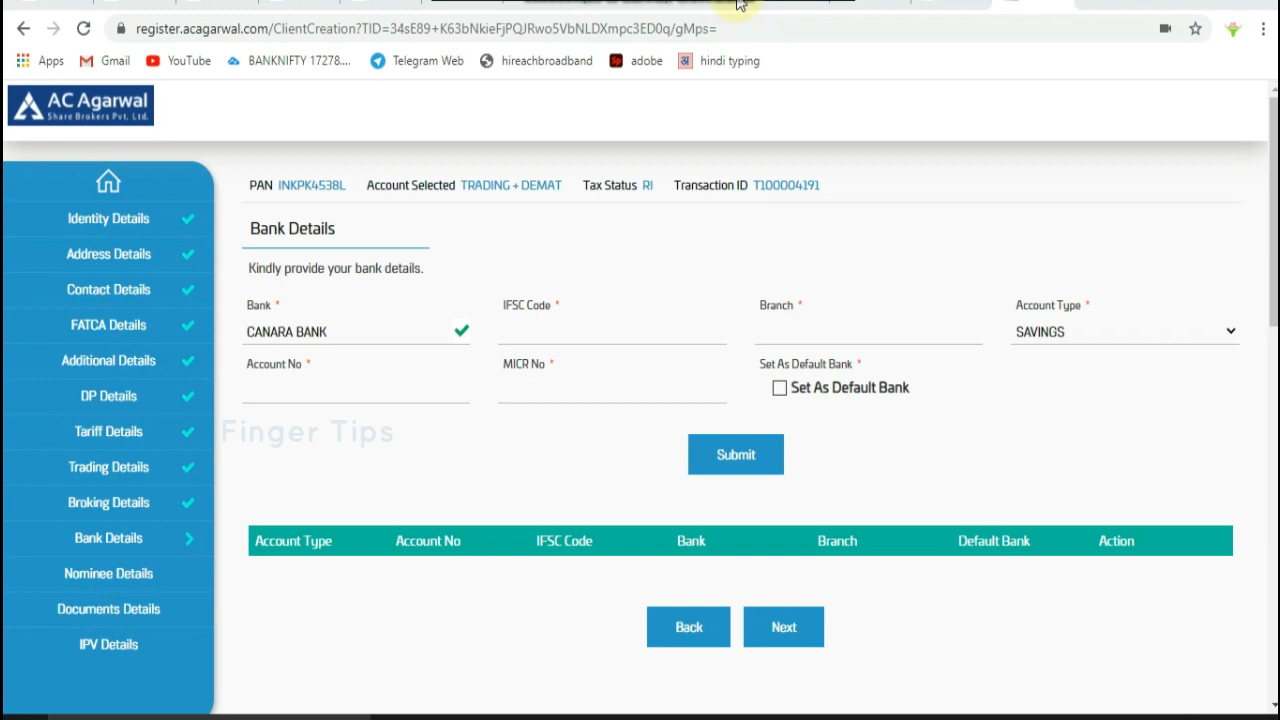 register.acagarwal.com/ClientCreation?TID=34sE89+K63bNkieFjPQJRwo5VbNLDXmpc3ED0q/gMps=
Apps Gmail YouTube BANKNIFTY 17278.... Telegram Web hireachbroadband Sp adobe अ hindi typing
AC Agarwal
Share Brokers Pvt. Ltd.
PAN INKPK4538L Account Selected TRADING + DEMAT Tax Status RI Transaction ID T100004191
Identity Details
Address Details
Contact Details
FATCA Details
Additional Details
DP Details
Tariff Details
Trading Details
Broking Details
Bank Details
Nominee Details
Documents Details
IPV Details
Bank Details
Kindly provide your bank details.
Bank * IFSC Code * Branch * Account Type *
CANARA BANK SAVINGS
Account No * MICR No * Set As Default Bank *
Set As Default Bank
Finger Tips
Submit
Account Type Account No IFSC Code Bank Branch Default Bank Action
Back Next